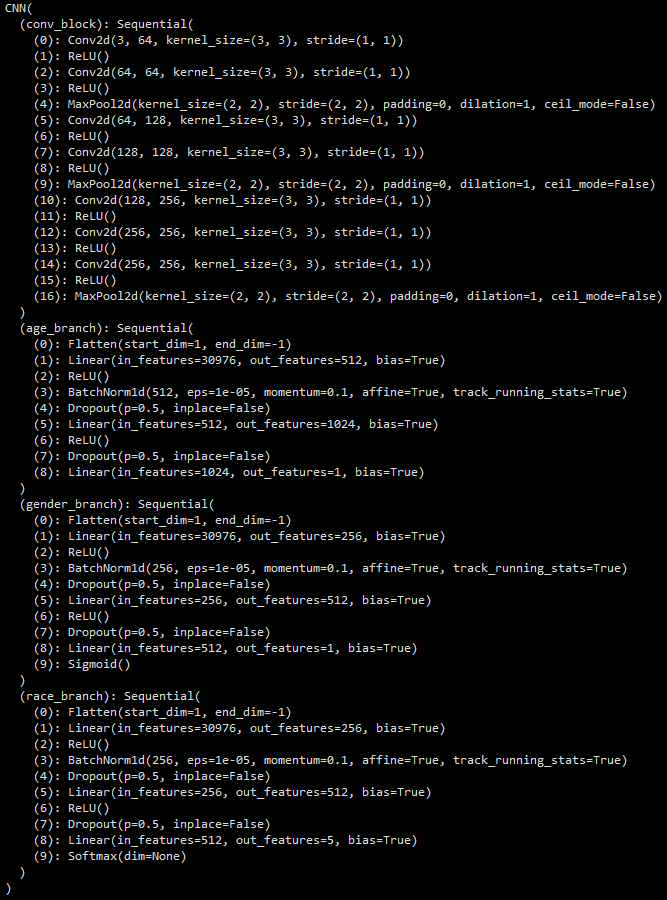 CNN(
  (conv_block): Sequential(
    (0): Conv2d(3, 64, kernel_size=(3, 3), stride=(1, 1))
    (1): ReLU()
    (2): Conv2d(64, 64, kernel_size=(3, 3), stride=(1, 1))
    (3): ReLU()
    (4): MaxPool2d(kernel_size=(2, 2), stride=(2, 2), padding=0, dilation=1, ceil_mode=False)
    (5): Conv2d(64, 128, kernel_size=(3, 3), stride=(1, 1))
    (6): ReLU()
    (7): Conv2d(128, 128, kernel_size=(3, 3), stride=(1, 1))
    (8): ReLU()
    (9): MaxPool2d(kernel_size=(2, 2), stride=(2, 2), padding=0, dilation=1, ceil_mode=False)
    (10): Conv2d(128, 256, kernel_size=(3, 3), stride=(1, 1))
    (11): ReLU()
    (12): Conv2d(256, 256, kernel_size=(3, 3), stride=(1, 1))
    (13): ReLU()
    (14): Conv2d(256, 256, kernel_size=(3, 3), stride=(1, 1))
    (15): ReLU()
    (16): MaxPool2d(kernel_size=(2, 2), stride=(2, 2), padding=0, dilation=1, ceil_mode=False)
  )
  (age_branch): Sequential(
    (0): Flatten(start_dim=1, end_dim=-1)
    (1): Linear(in_features=30976, out_features=512, bias=True)
    (2): ReLU()
    (3): BatchNorm1d(512, eps=1e-05, momentum=0.1, affine=True, track_running_stats=True)
    (4): Dropout(p=0.5, inplace=False)
    (5): Linear(in_features=512, out_features=1024, bias=True)
    (6): ReLU()
    (7): Dropout(p=0.5, inplace=False)
    (8): Linear(in_features=1024, out_features=1, bias=True)
  )
  (gender_branch): Sequential(
    (0): Flatten(start_dim=1, end_dim=-1)
    (1): Linear(in_features=30976, out_features=256, bias=True)
    (2): ReLU()
    (3): BatchNorm1d(256, eps=1e-05, momentum=0.1, affine=True, track_running_stats=True)
    (4): Dropout(p=0.5, inplace=False)
    (5): Linear(in_features=256, out_features=512, bias=True)
    (6): ReLU()
    (7): Dropout(p=0.5, inplace=False)
    (8): Linear(in_features=512, out_features=1, bias=True)
    (9): Sigmoid()
  )
  (race_branch): Sequential(
    (0): Flatten(start_dim=1, end_dim=-1)
    (1): Linear(in_features=30976, out_features=256, bias=True)
    (2): ReLU()
    (3): BatchNorm1d(256, eps=1e-05, momentum=0.1, affine=True, track_running_stats=True)
    (4): Dropout(p=0.5, inplace=False)
    (5): Linear(in_features=256, out_features=512, bias=True)
    (6): ReLU()
    (7): Dropout(p=0.5, inplace=False)
    (8): Linear(in_features=512, out_features=5, bias=True)
    (9): Softmax(dim=None)
  )
)